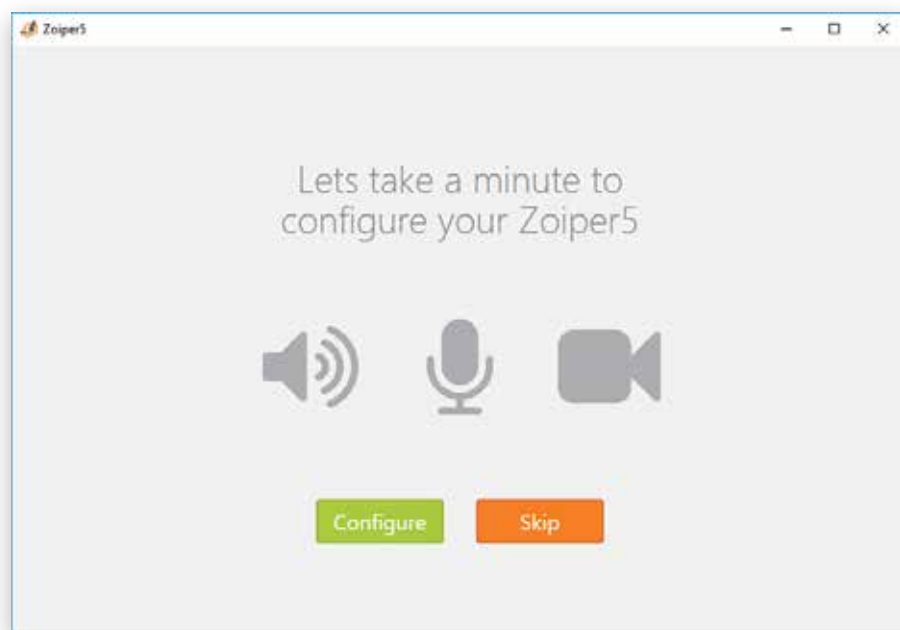 Zoiper5
Lets take a minute to
configure your Zoiper5
Configure
Skip